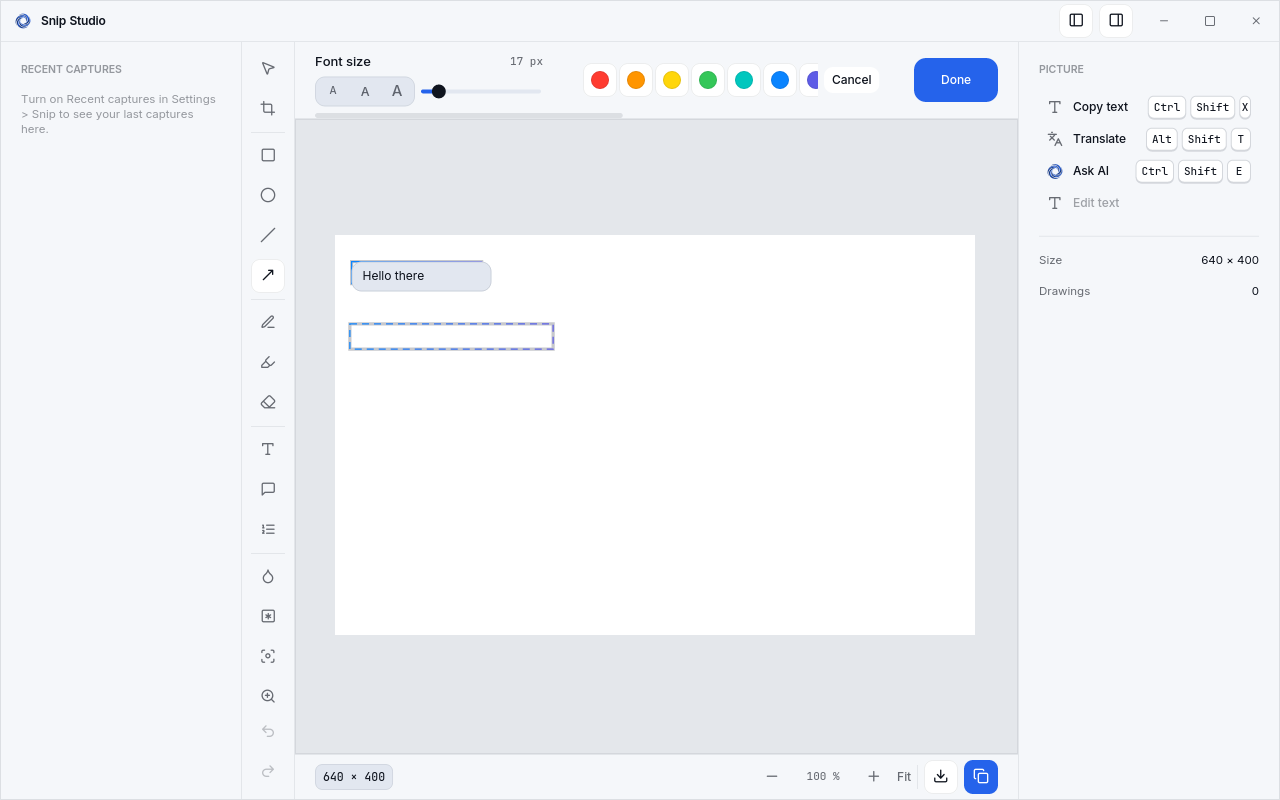 Snip Studio
RECENT CAPTURES
Turn on Recent captures in Settings
> Snip to see your last captures
here.
Font size
17 px
A A A
Cancel
Done
Hello there
PICTURE
Copy text Ctrl Shift X
Translate Alt Shift T
Ask AI Ctrl Shift E
Edit text
Size 640 × 400
Drawings 0
640 × 400
100 %
Fit